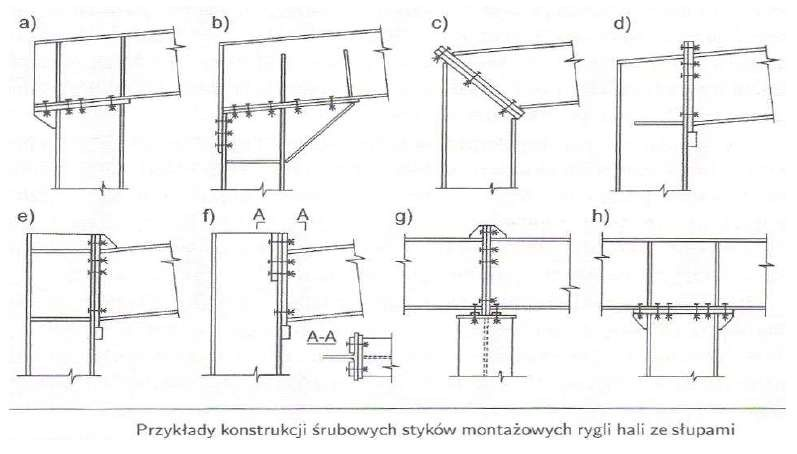 a) b) c) d)
e) f) A A g) h)
A-A
Przykłady konstrukcji śrubowych styków montażowych rygli hali ze słupami